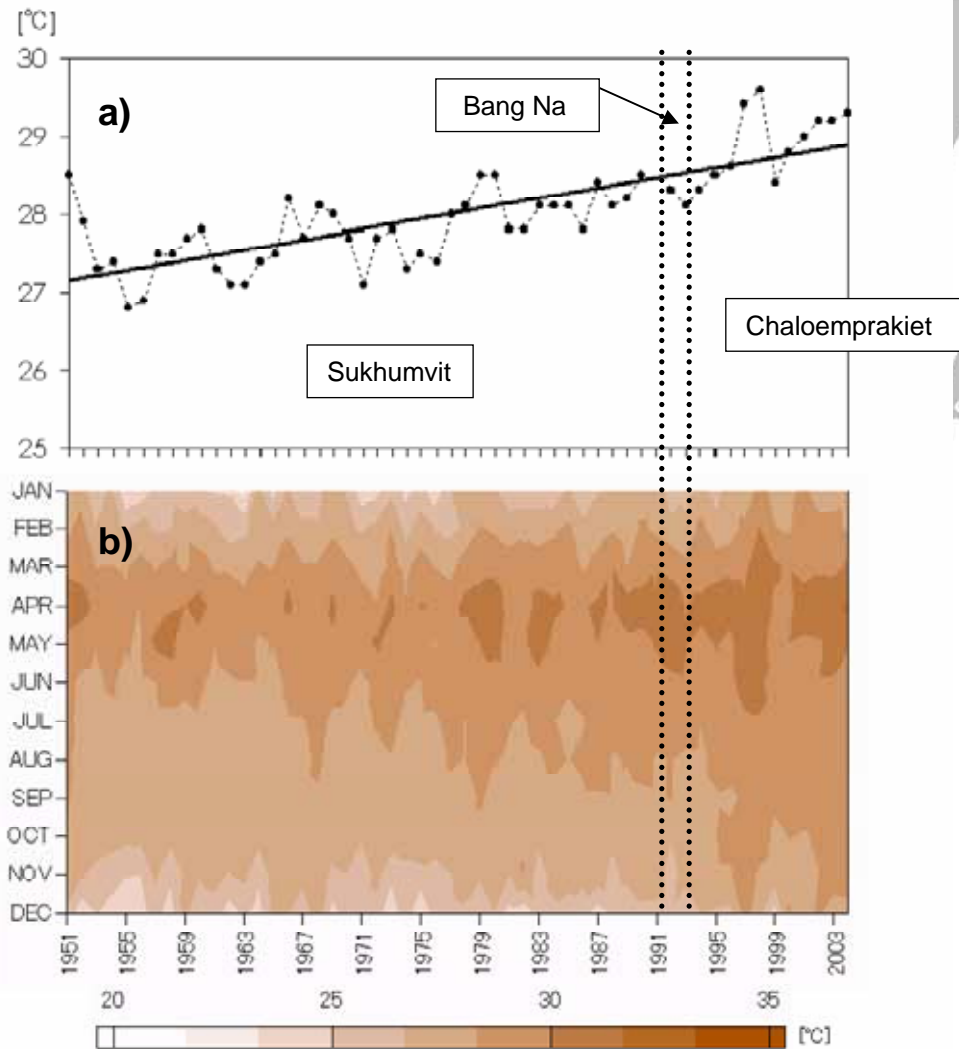 [°C]
30
a)
Bang Na
29
28
27
Chaloemprakiet
26
Sukhumvit
25
JAN
b)
FEB
MAR
APR
MAY
JUN
JUL
AUG
SEP
OCT
NOV
DEC
1951 1955 1959 1963 1967 1971 1975 1979 1983 1987 1991 1995 1999 2003
20 25 30 35
[°C]